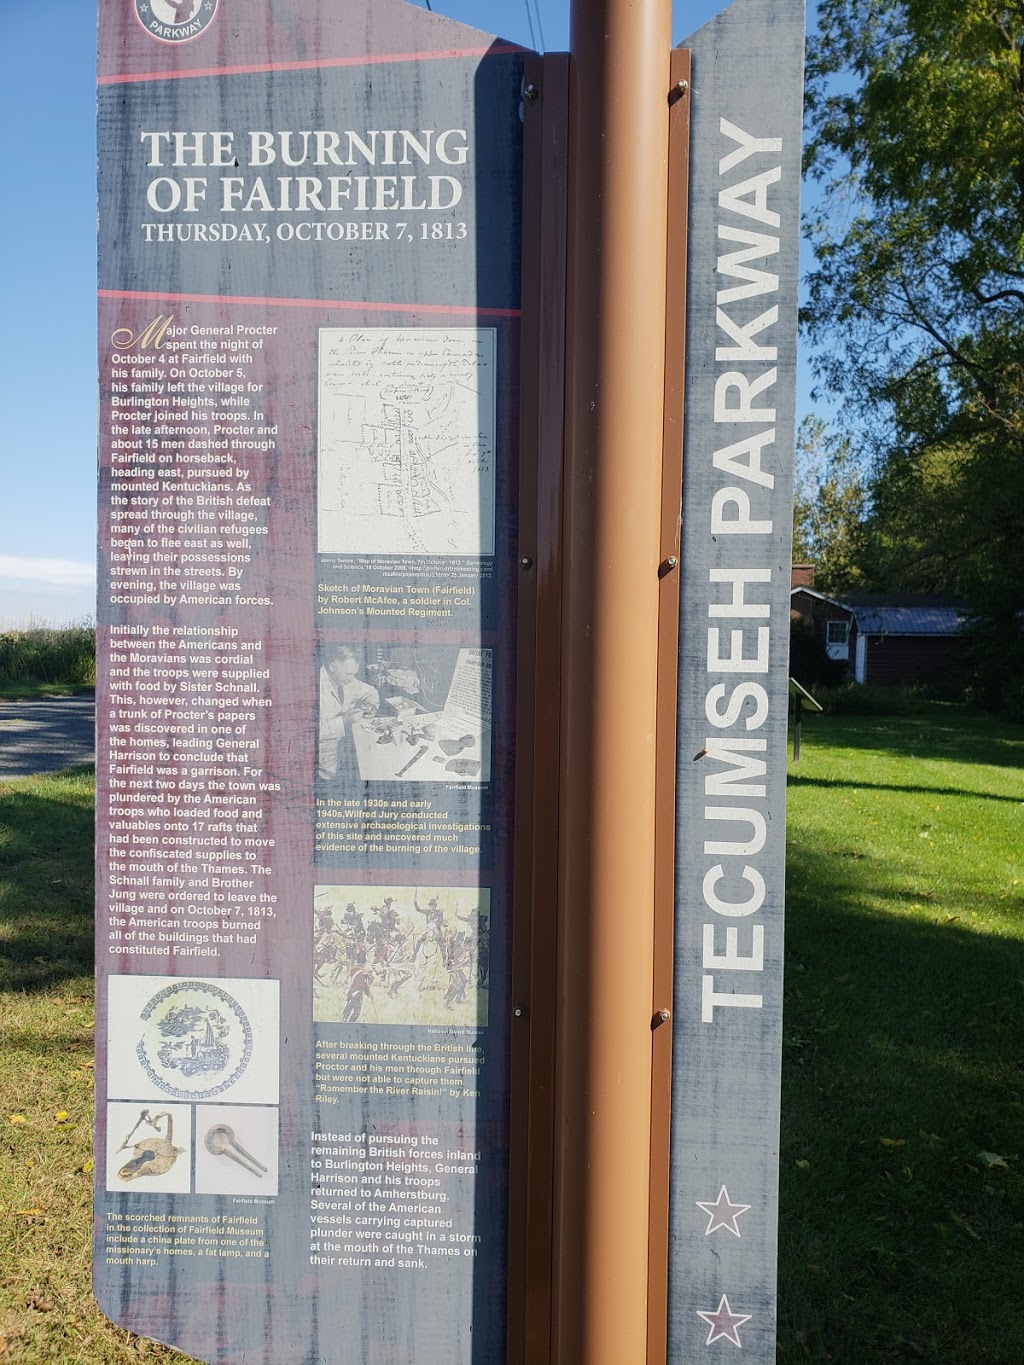 PARKWAY
THE BURNING
OF FAIRFIELD
THURSDAY, OCTOBER 7, 1813
Major General Procter
spent the night of
October 4 at Fairfield with
his family. On October 5,
his family left the village for
Burlington Heights, while
Procter joined his troops. In
the late afternoon, Procter and
about 15 men dashed through
Fairfield on horseback,
heading east, pursued by
mounted Kentuckians. As
the story of the British defeat
spread through the village,
many of the civilian refugees
began to flee east as well,
leaving their possessions
strewn in the streets. By
evening, the village was
occupied by American forces.
Initially the relationship
between the Americans and
the Moravians was cordial
and the troops were supplied
with food by Sister Schnall.
This, however, changed when
a trunk of Procter's papers
was discovered in one of
the homes, leading General
Harrison to conclude that
Fairfield was a garrison. For
the next two days the town was
plundered by the American
troops who loaded food and
valuables onto 17 rafts that
had been constructed to move
the confiscated supplies to
the mouth of the Thames. The
Schnall family and Brother
Jung were ordered to leave the
village and on October 7, 1813,
the American troops burned
all of the buildings that had
constituted Fairfield.
Fairfield Museum
The scorched remnants of Fairfield
in the collection of Fairfield Museum
include a china plate from one of the
missionary's homes, a fat lamp, and a
mouth harp.
"Map of Moravian Town, 7th October, 1813,"
Sketch of Moravian Town (Fairfield)
by Robert McAfee, a soldier in Col.
Johnson's Mounted Regiment.
Fairfield Museum
In the late 1930s and early
1940s,Wilfred Jury conducted
extensive archaeological investigations
of this site and uncovered much
evidence of the burning of the village.
National Guard Bureau
After breaking through the British line,
several mounted Kentuckians pursued
Proctor and his men through Fairfield
but were not able to capture them.
"Remember the River Raisin!" by Ken
Riley.
Instead of pursuing the
remaining British forces inland
to Burlington Heights, General
Harrison and his troops
returned to Amherstburg.
Several of the American
vessels carrying captured
plunder were caught in a storm
at the mouth of the Thames on
their return and sank.
TECUMSEH PARKWAY